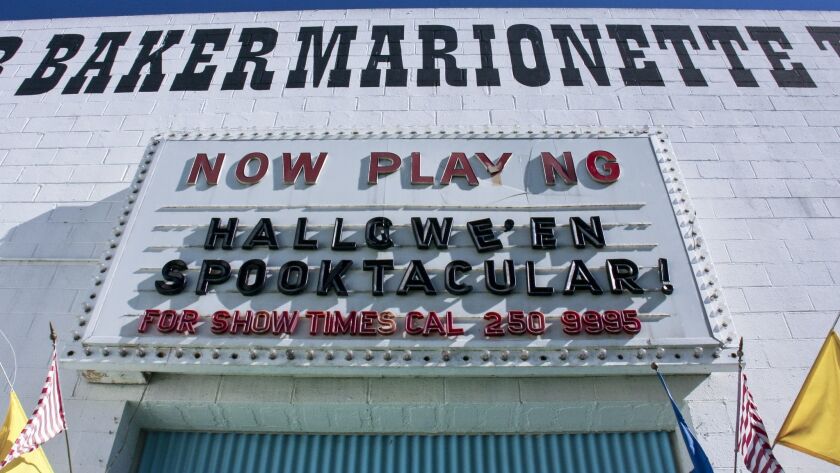 B BAKER MARIONETTE T
NOW PLAY NG
HALLOWE'EN
SPOOKTACULAR!
FOR SHOW TIMES CAL 250 9995